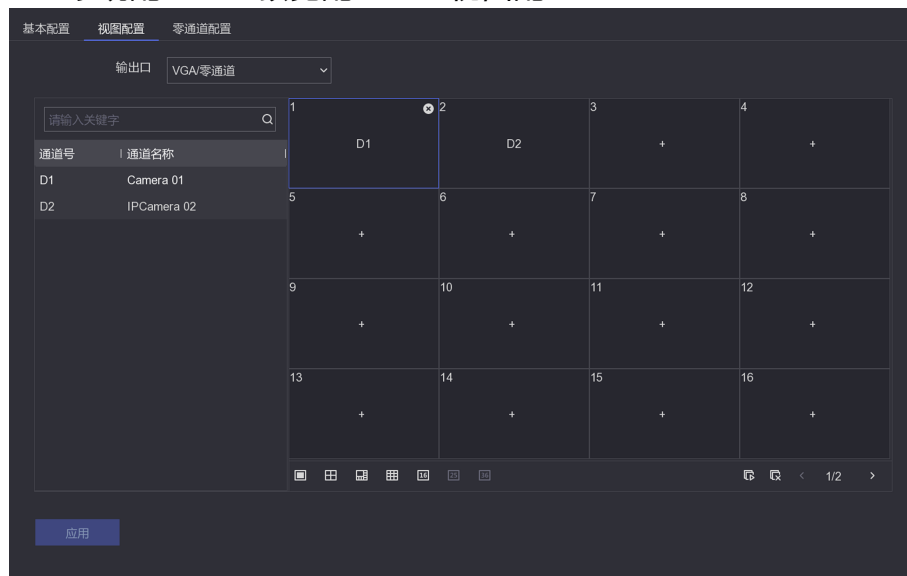 基本配置 视图配置 零通道配置
输出口 VGA/零通道
请输入关键字
通道号 通道名称
D1 Camera 01
D2 IPCamera 02
1 2 3 4
D1 D2 + +
5 6 7 8
+ + + +
9 10 11 12
+ + + +
13 14 15 16
+ + + +
16 25 36 1/2
应用